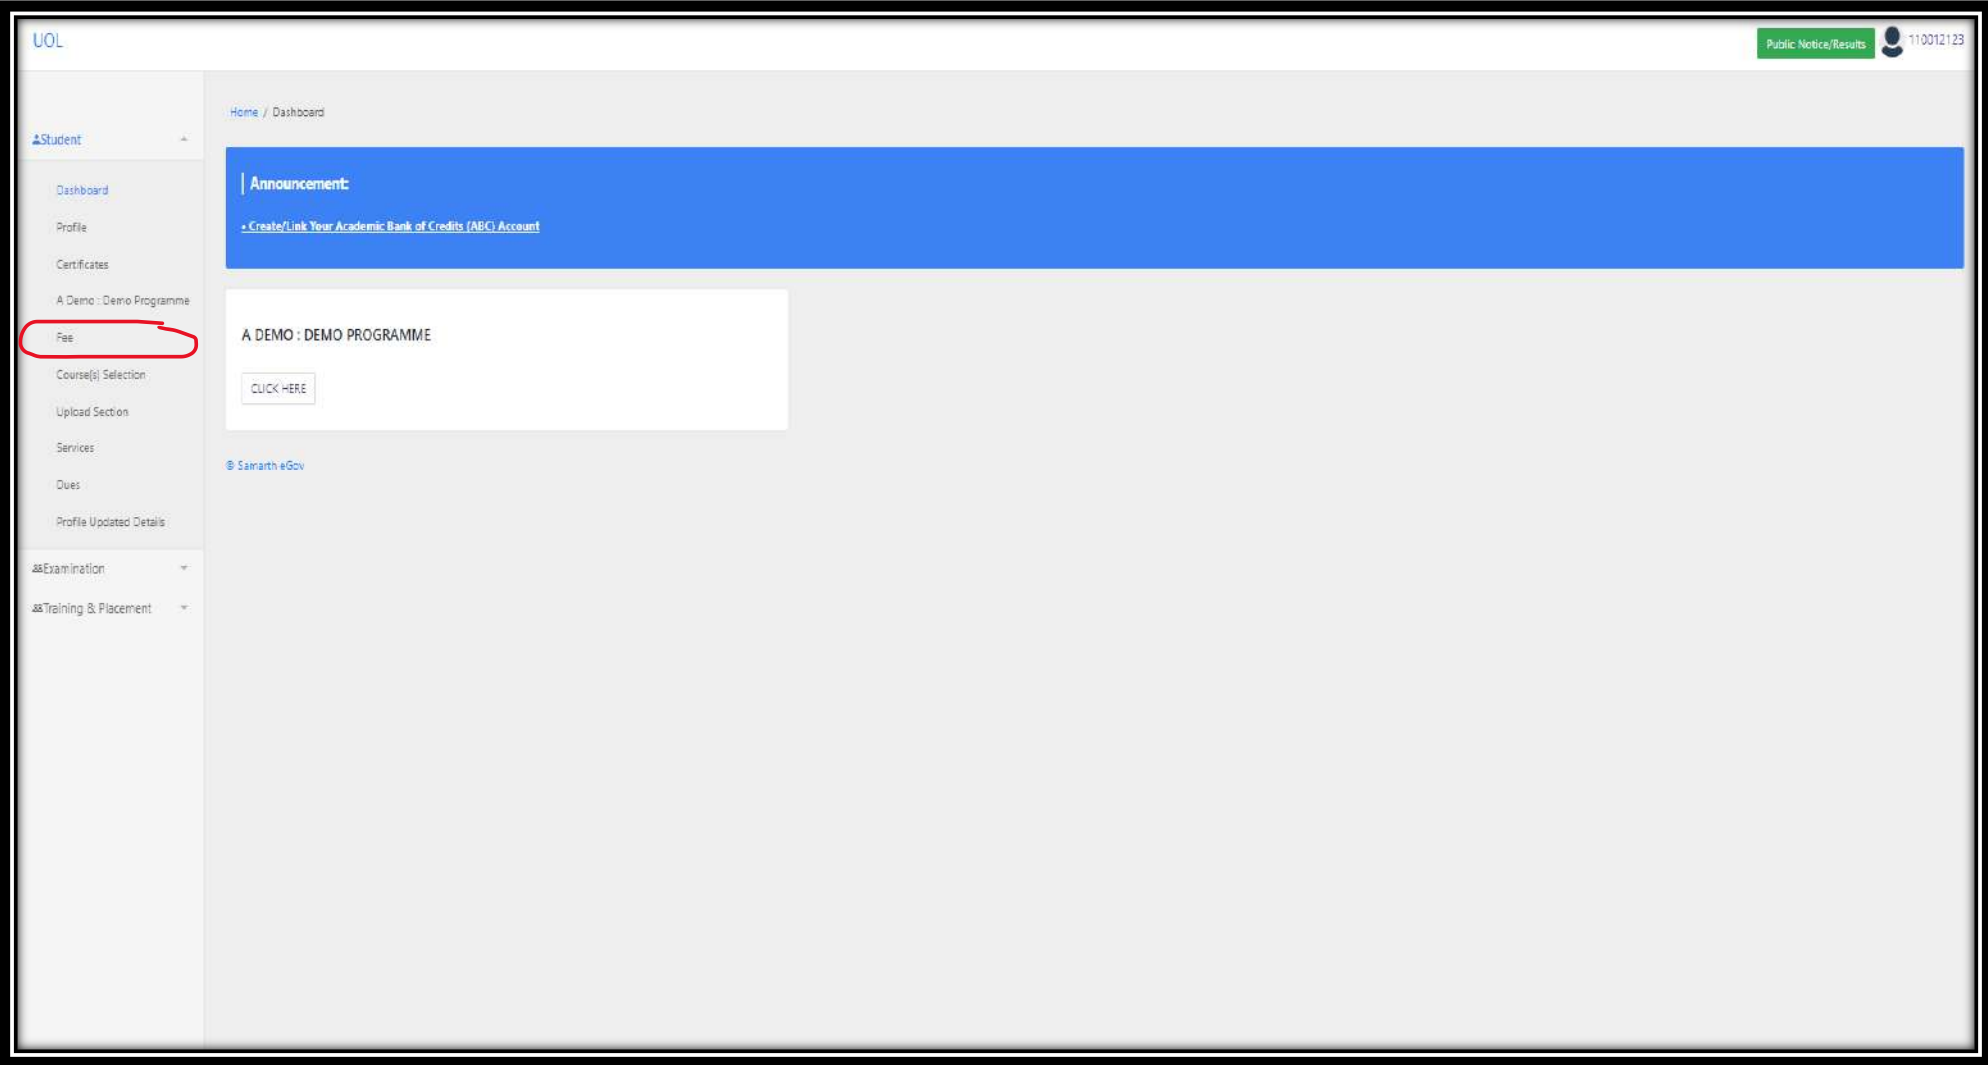 UOL
Public Notice/Results
110012123
Home / Dashboard
Student
Dashboard
Profile
Certificates
A Demo : Demo Programme
Fee
Course(s) Selection
Upload Section
Services
Dues
Profile Updated Details
Examination
Training & Placement
Announcement:
• Create/Link Your Academic Bank of Credits (ABC) Account
A DEMO : DEMO PROGRAMME
CLICK HERE
© Samarth eGov